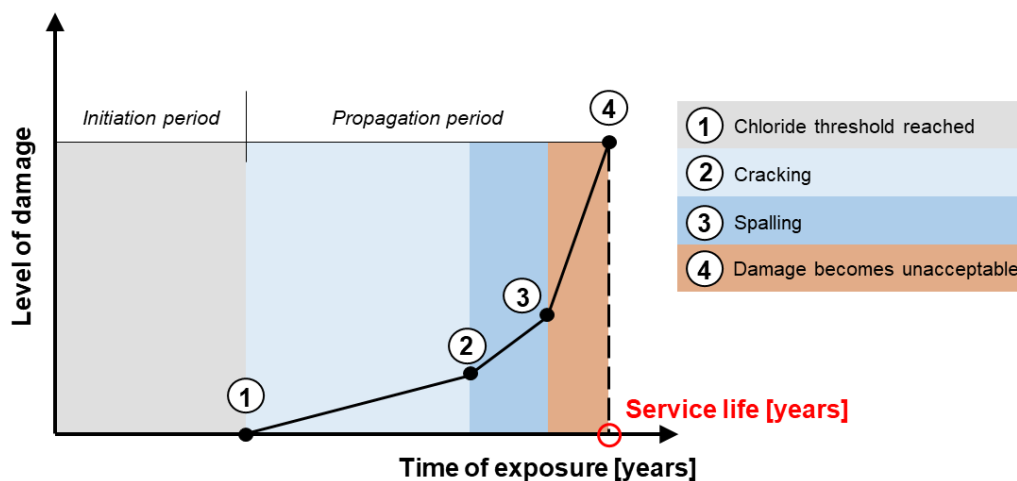 Level of damage
Initiation period
Propagation period
4
3
2
1
Service life [years]
Time of exposure [years]
1 Chloride threshold reached
2 Cracking
3 Spalling
4 Damage becomes unacceptable